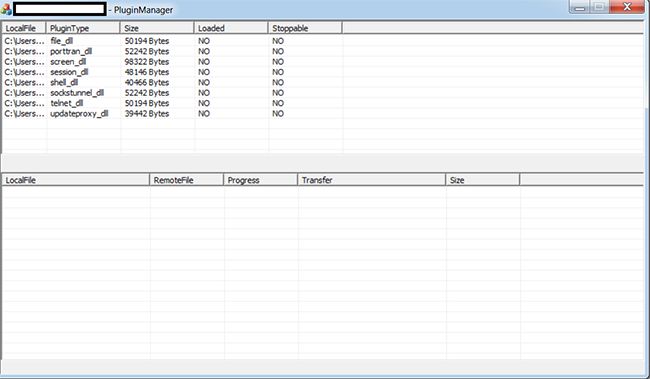 - PluginManager
LocalFile PluginType Size Loaded Stoppable
C:\Users... file_dll 50194 Bytes NO NO
C:\Users... porttran_dll 52242 Bytes NO NO
C:\Users... screen_dll 98322 Bytes NO NO
C:\Users... session_dll 48146 Bytes NO NO
C:\Users... shell_dll 40466 Bytes NO NO
C:\Users... sockstunnel_dll 52242 Bytes NO NO
C:\Users... telnet_dll 50194 Bytes NO NO
C:\Users... updateproxy_dll 39442 Bytes NO NO
LocalFile RemoteFile Progress Transfer Size